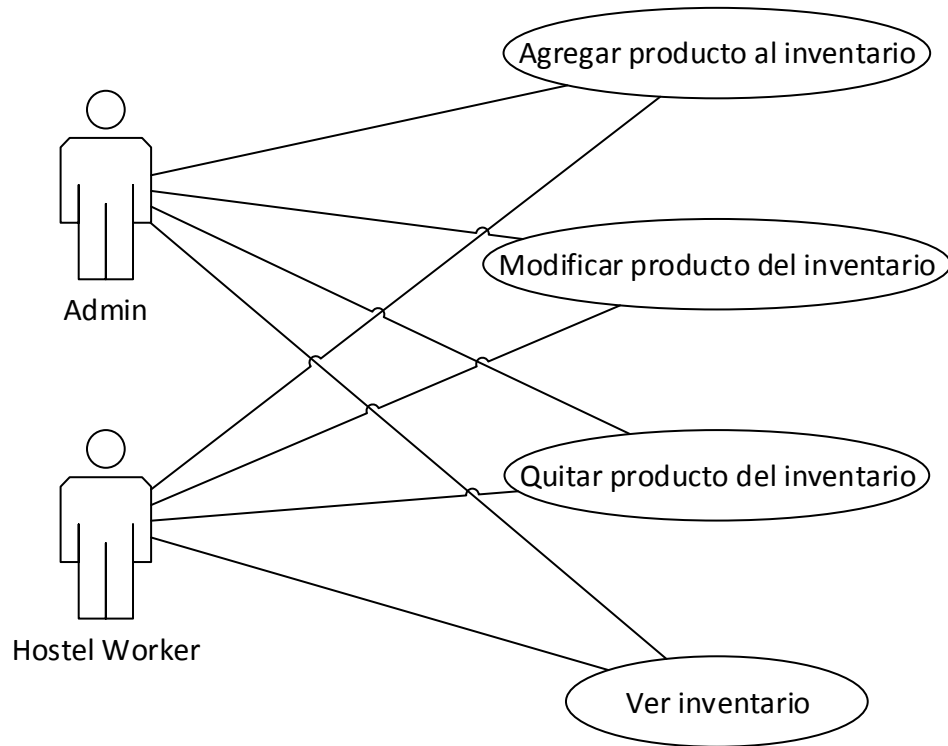 Agregar producto al inventario
Modificar producto del inventario
Admin
Quitar producto del inventario
Hostel Worker
Ver inventario